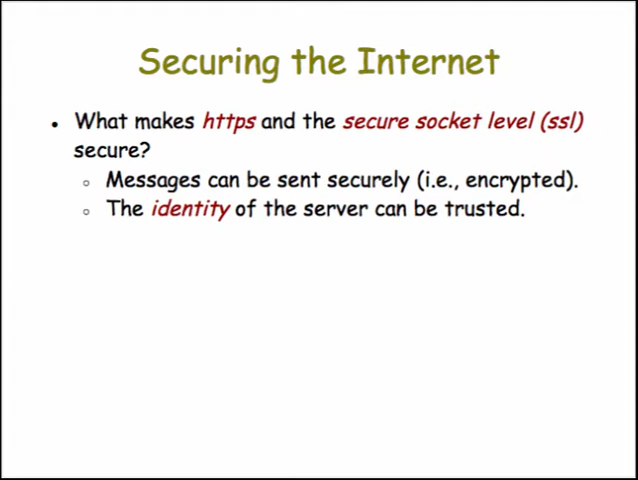 Securing the Internet
• What makes https and the secure socket level (ssl)
secure?
◦ Messages can be sent securely (i.e., encrypted).
◦ The identity of the server can be trusted.